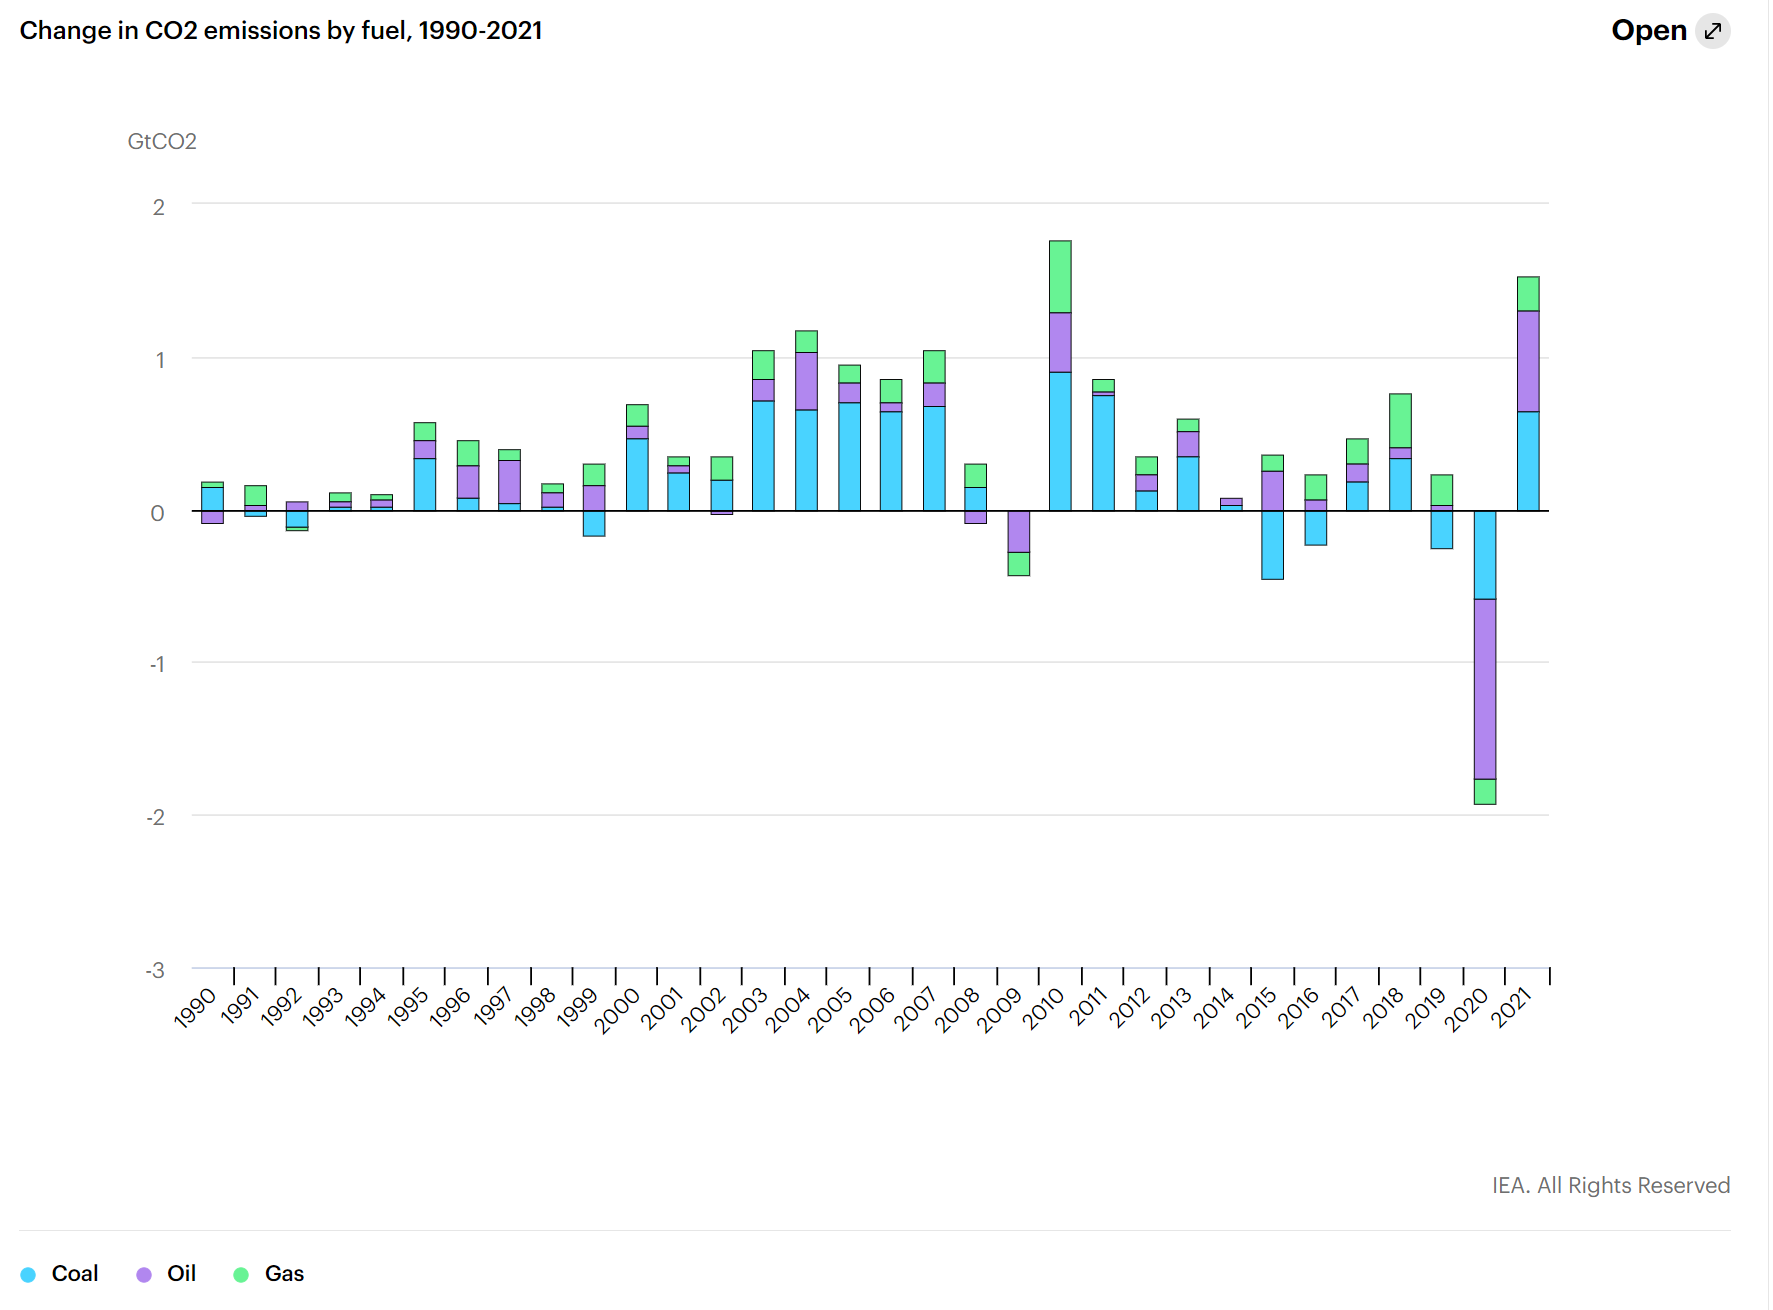 Change in CO2 emissions by fuel, 1990-2021
Open
GtCO2
2
1
0
-1
-2
-3
1990 1991 1992 1993 1994 1995 1996 1997 1998 1999 2000 2001 2002 2003 2004 2005 2006 2007 2008 2009 2010 2011 2012 2013 2014 2015 2016 2017 2018 2019 2020 2021
IEA. All Rights Reserved
Coal Oil Gas